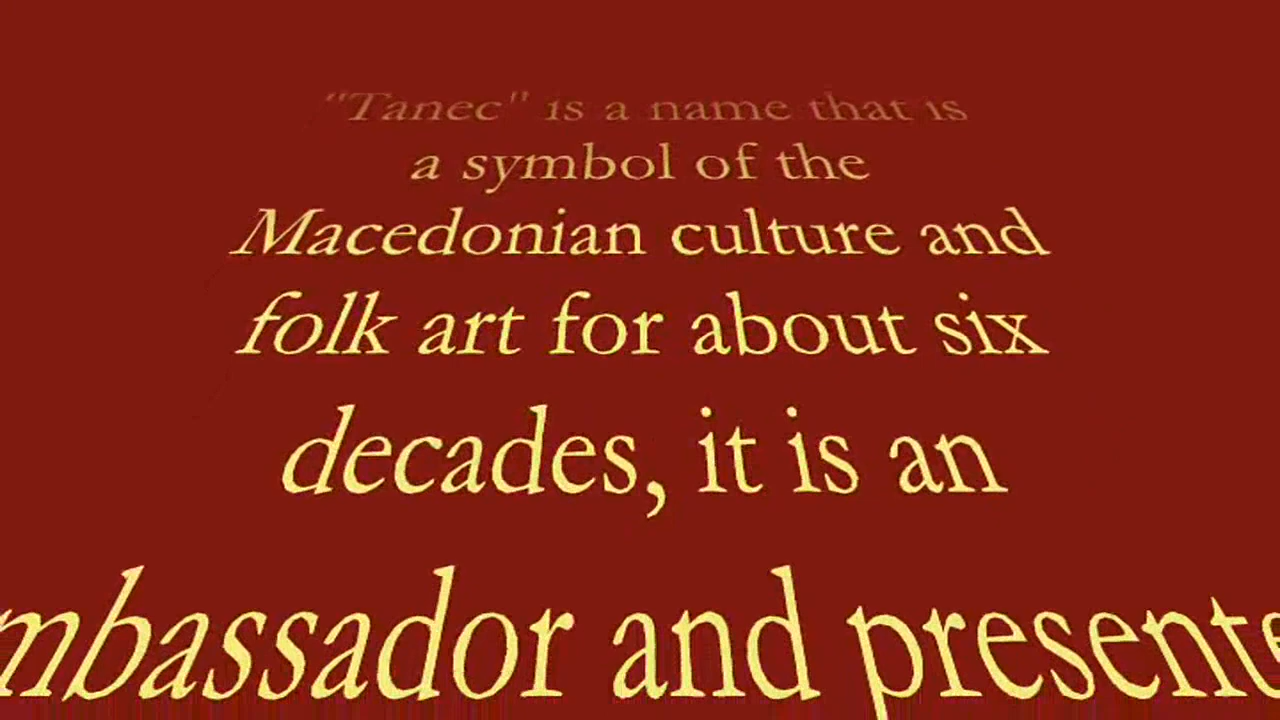 "Tanec" is a name that is
a symbol of the
Macedonian culture and
folk art for about six
decades, it is an
mbassador and presente